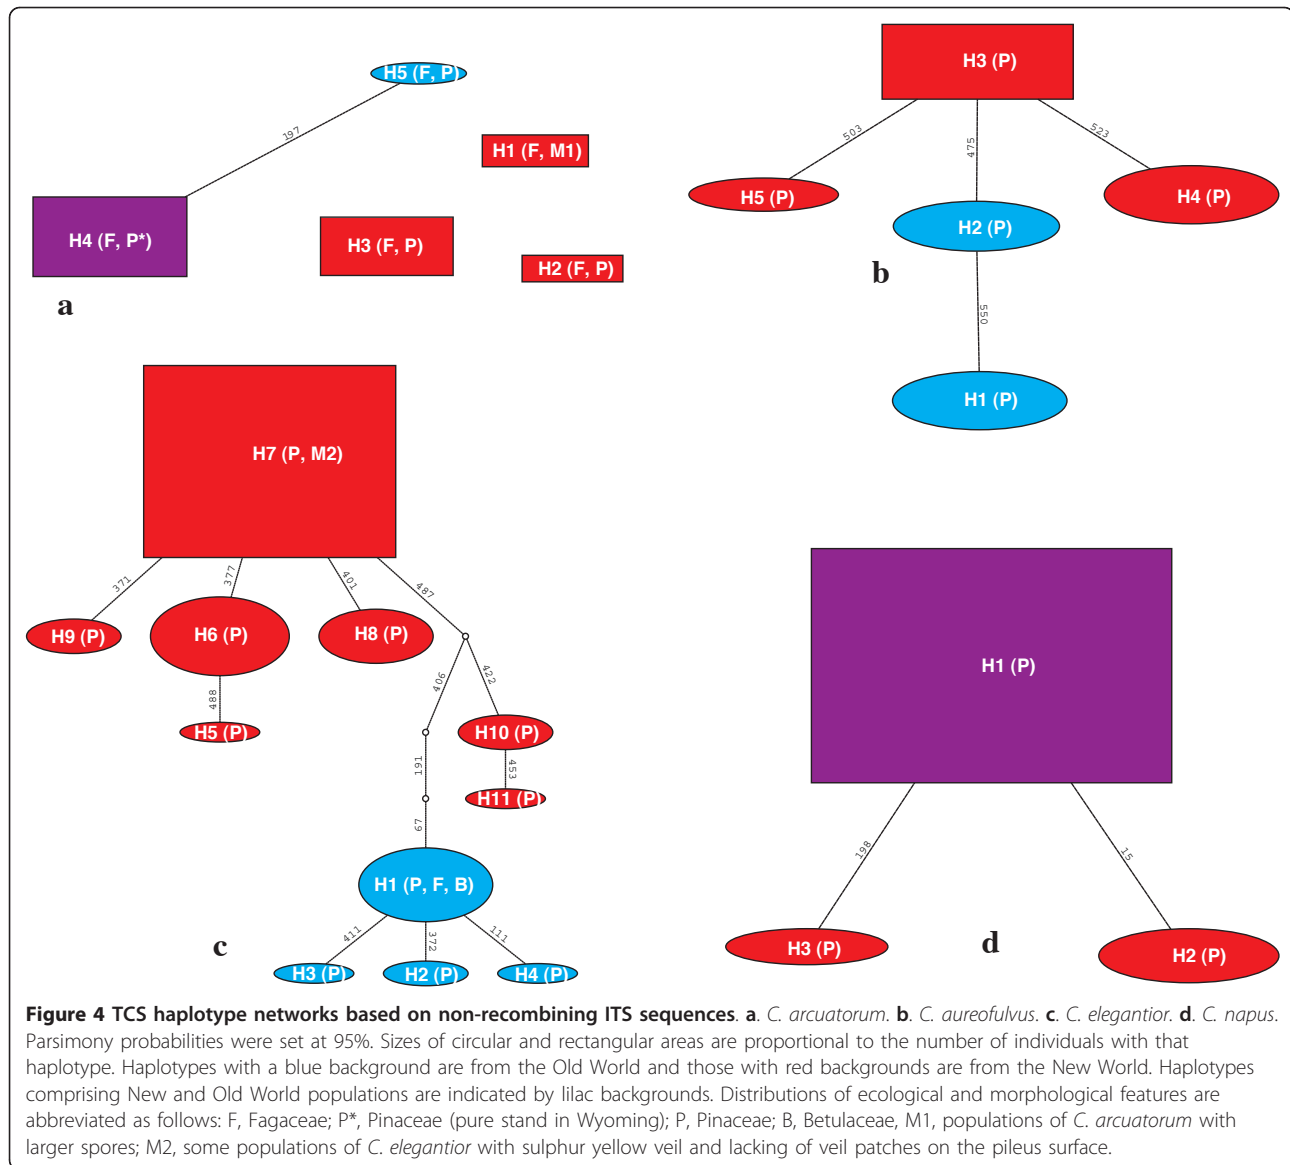 H5 (F, P)
197
H1 (F, M1)
H4 (F, P*)
H3 (F, P)
H2 (F, P)
a
H3 (P)
503
475
523
H5 (P)
H4 (P)
H2 (P)
b
550
H1 (P)
H7 (P, M2)
371
377
401
487
H9 (P)
H6 (P)
H8 (P)
406
422
488
H5 (P)
H10 (P)
191
453
H11 (P)
67
H1 (P, F, B)
411
372
111
c
H3 (P)
H2 (P)
H4 (P)
H1 (P)
198
15
H3 (P)
d
H2 (P)
Figure 4 TCS haplotype networks based on non-recombining ITS sequences. a. C. arcuatorum. b. C. aureofulvus. c. C. elegantior. d. C. napus.
Parsimony probabilities were set at 95%. Sizes of circular and rectangular areas are proportional to the number of individuals with that
haplotype. Haplotypes with a blue background are from the Old World and those with red backgrounds are from the New World. Haplotypes
comprising New and Old World populations are indicated by lilac backgrounds. Distributions of ecological and morphological features are
abbreviated as follows: F, Fagaceae; P*, Pinaceae (pure stand in Wyoming); P, Pinaceae; B, Betulaceae, M1, populations of C. arcuatorum with
larger spores; M2, some populations of C. elegantior with sulphur yellow veil and lacking of veil patches on the pileus surface.